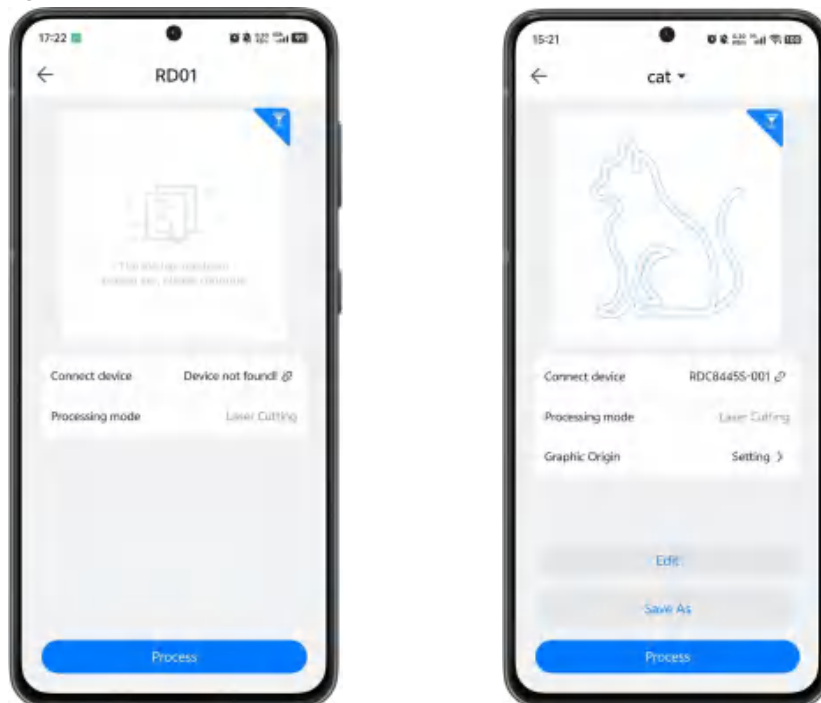 17:22
RD01
Connect device Device not found!
Processing mode Laser Cutting
Process
15:21
cat
Connect device RDC8445S-001
Processing mode Laser Cutting
Graphic Origin Setting >
Edit
Save As
Process